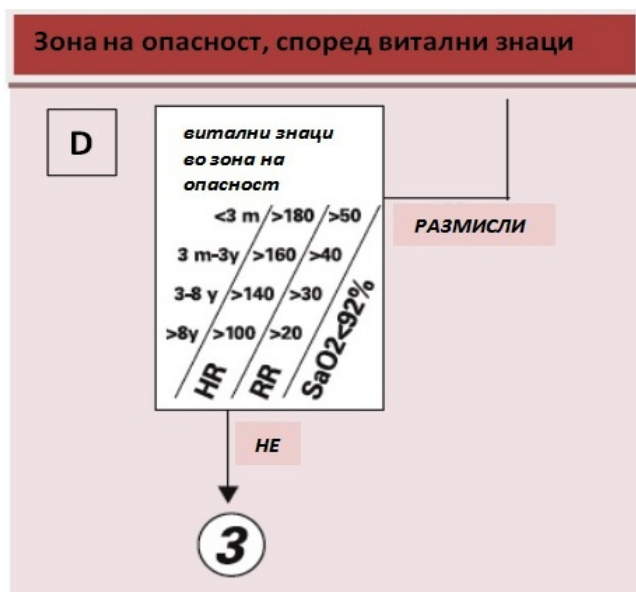 Зона на опасност, според витални знаци
D
витални знаци
во зона на
опасност
<3 m >180 >50
3 m-3y >160 >40
3-8 y >140 >30
>8y >100 >20
HR RR SaO2<92%
РАЗМИСЛИ
НЕ
3